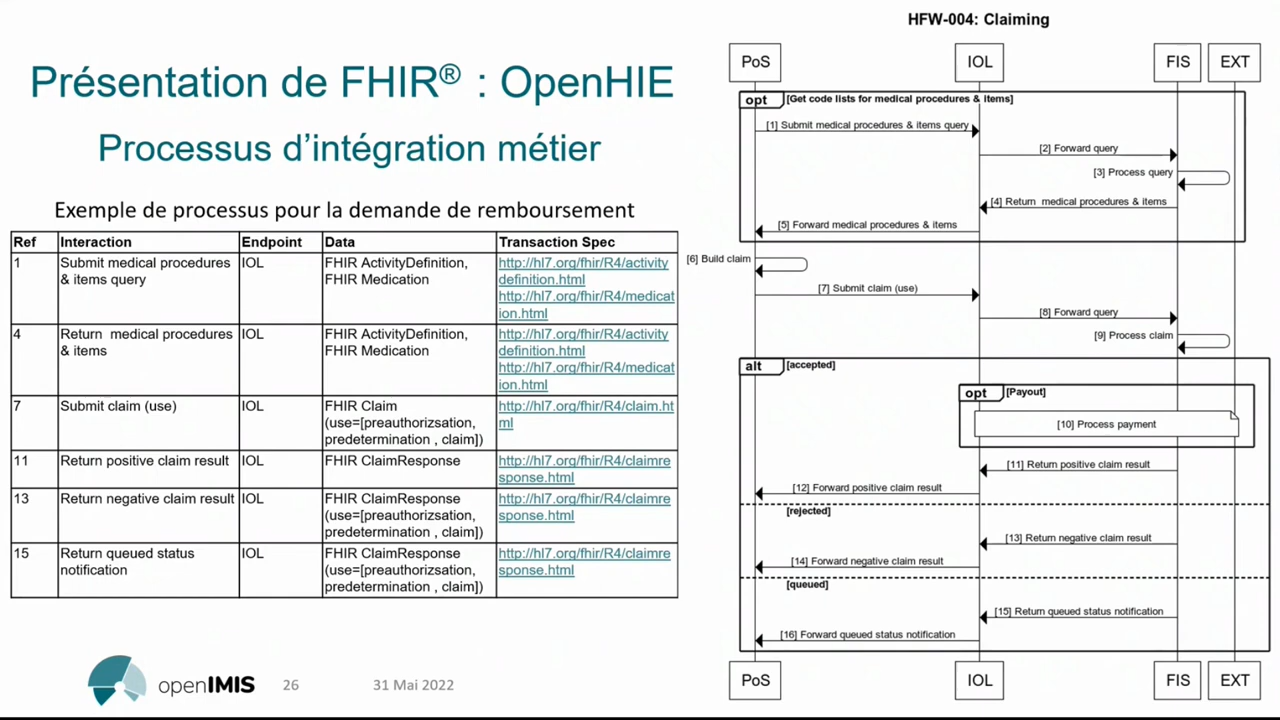 Présentation de FHIR® : OpenHIE
Processus d’intégration métier
Exemple de processus pour la demande de remboursement
Ref Interaction Endpoint Data Transaction Spec
1 Submit medical procedures IOL FHIR ActivityDefinition, http://hl7.org/fhir/R4/activity
& items query FHIR Medication definition.html
http://hl7.org/fhir/R4/medicat
ion.html
4 Return medical procedures IOL FHIR ActivityDefinition, http://hl7.org/fhir/R4/activity
& items FHIR Medication definition.html
http://hl7.org/fhir/R4/medicat
ion.html
7 Submit claim (use) IOL FHIR Claim http://hl7.org/fhir/R4/claim.ht
(use=[preauthorizsation, ml
predetermination , claim])
11 Return positive claim result IOL FHIR ClaimResponse http://hl7.org/fhir/R4/claimre
sponse.html
13 Return negative claim result IOL FHIR ClaimResponse http://hl7.org/fhir/R4/claimre
(use=[preauthorizsation, sponse.html
predetermination , claim])
15 Return queued status IOL FHIR ClaimResponse http://hl7.org/fhir/R4/claimre
notification (use=[preauthorizsation, sponse.html
predetermination , claim])
openIMIS 26 31 Mai 2022
HFW-004: Claiming
PoS IOL FIS EXT
opt [Get code lists for medical procedures & items]
[1] Submit medical procedures & items query
[2] Forward query
[3] Process query
[4] Return medical procedures & items
[5] Forward medical procedures & items
[6] Build claim
[7] Submit claim (use)
[8] Forward query
[9] Process claim
alt [accepted]
opt [Payout]
[10] Process payment
[11] Return positive claim result
[12] Forward positive claim result
[rejected]
[13] Return negative claim result
[14] Forward negative claim result
[queued]
[15] Return queued status notification
[16] Forward queued status notification
PoS IOL FIS EXT